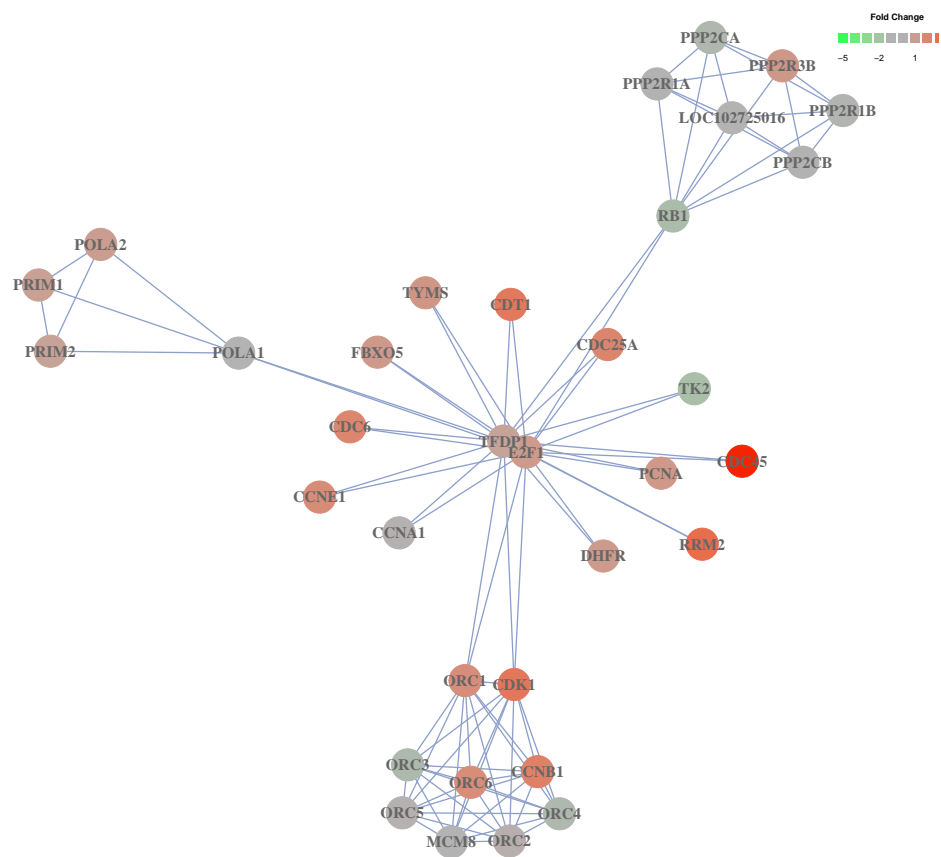 Fold Change
−5 −2 1
PPP2CA
PPP2R3B
PPP2R1A
PPP2R1B
LOC102725016
PPP2CB
RB1
POLA2
PRIM1
PRIM2
POLA1
TYMS
CDT1
FBXO5
CDC25A
TK2
CDC6
TFDP1
E2F1
CDC45
PCNA
CCNE1
CCNA1
RRM2
DHFR
ORC1
CDK1
ORC3
CCNB1
ORC6
ORC5
ORC4
MCM8
ORC2